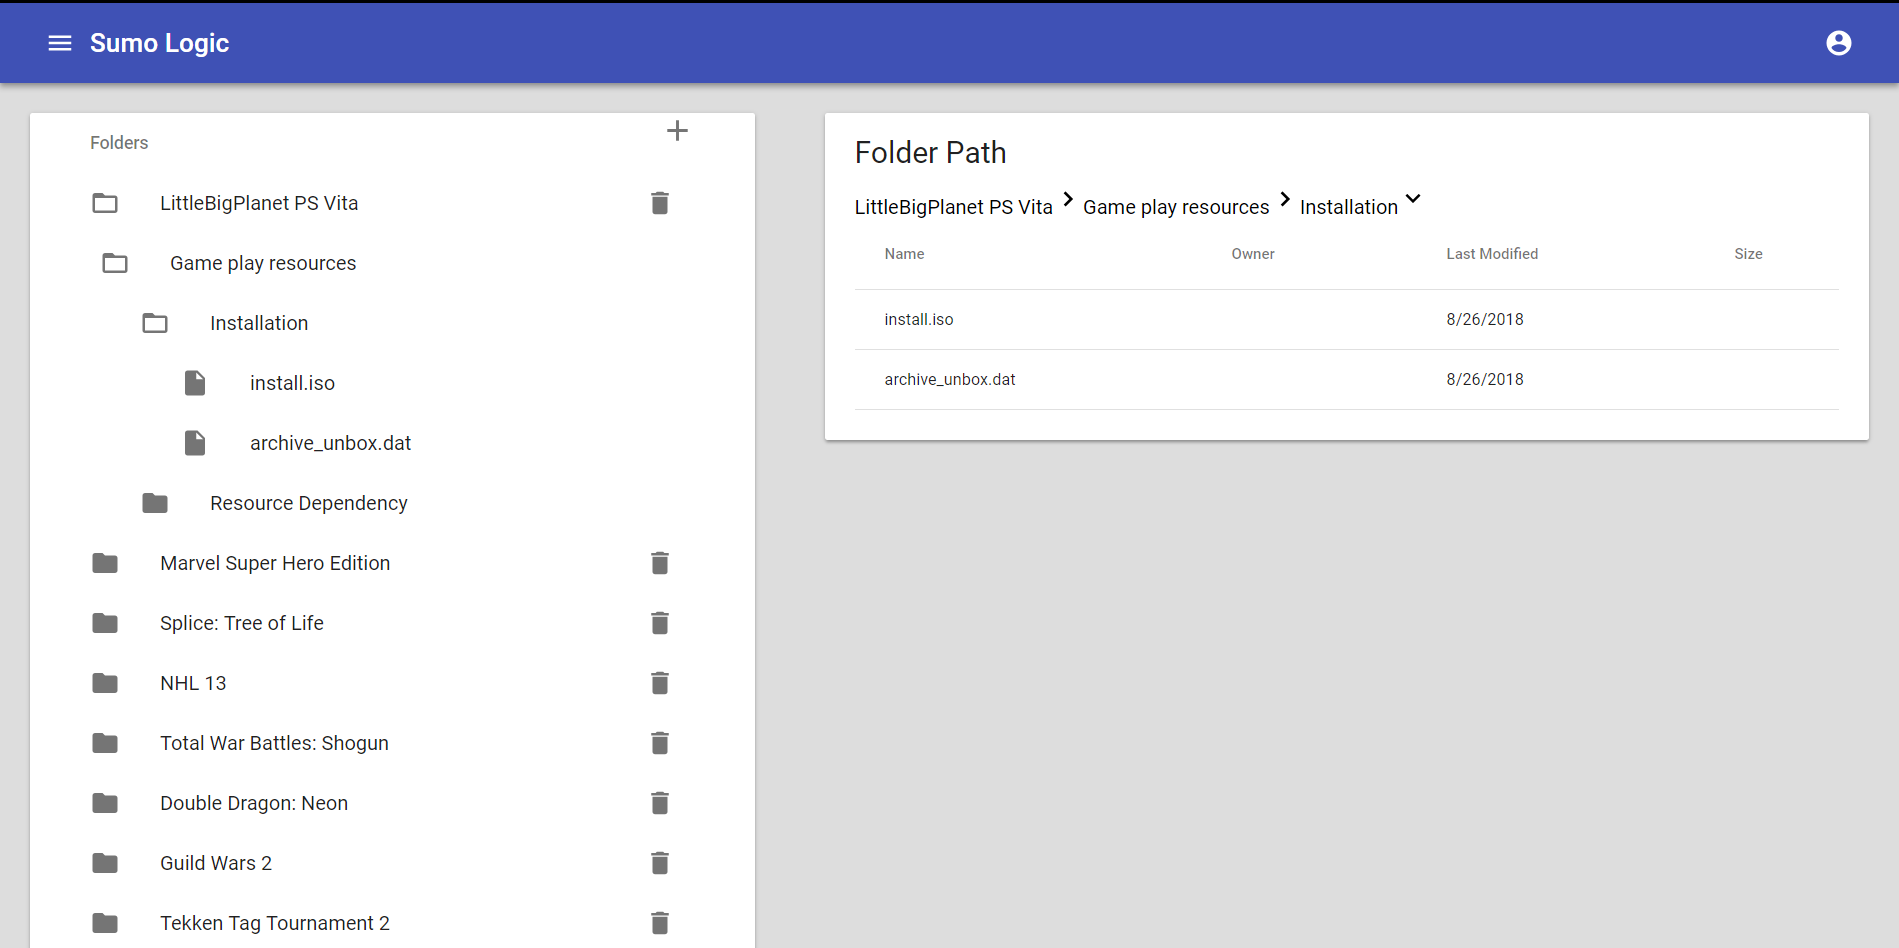 Sumo Logic
Folders
LittleBigPlanet PS Vita
Game play resources
Installation
install.iso
archive_unbox.dat
Resource Dependency
Marvel Super Hero Edition
Splice: Tree of Life
NHL 13
Total War Battles: Shogun
Double Dragon: Neon
Guild Wars 2
Tekken Tag Tournament 2
Folder Path
LittleBigPlanet PS Vita Game play resources Installation
Name Owner Last Modified Size
install.iso 8/26/2018
archive_unbox.dat 8/26/2018